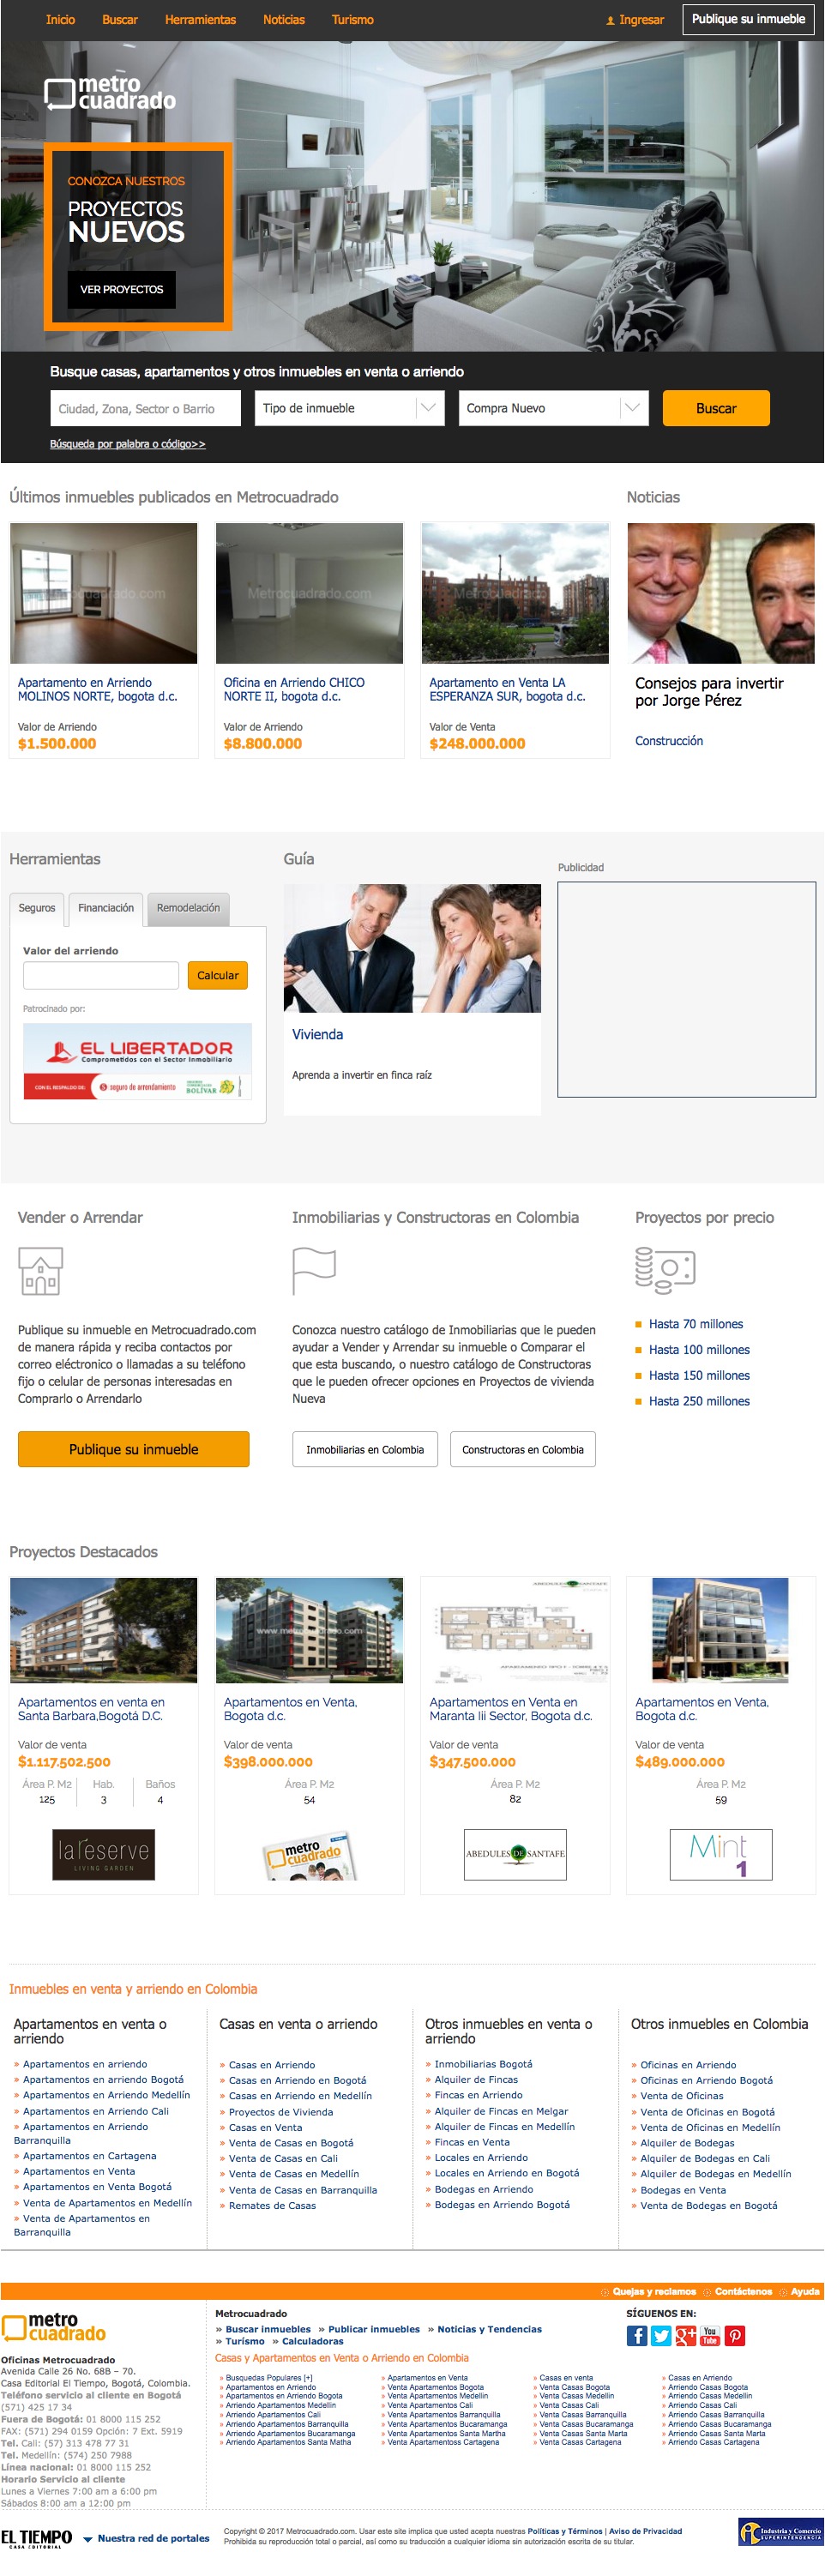 Inicio Buscar Herramientas Noticias Turismo Ingresar Publique su inmueble
metro
cuadrado
CONOZCA NUESTROS
PROYECTOS
NUEVOS
VER PROYECTOS
Busque casas, apartamentos y otros inmuebles en venta o arriendo
Ciudad, Zona, Sector o Barrio Tipo de inmueble Compra Nuevo Buscar
Búsqueda por palabra o código>>
Últimos inmuebles publicados en Metrocuadrado
Metrocuadrado.com
Apartamento en Arriendo
MOLINOS NORTE, bogota d.c.
Valor de Arriendo
$1.500.000
Metrocuadrado.com
Oficina en Arriendo CHICO
NORTE II, bogota d.c.
Valor de Arriendo
$8.800.000
Metrocuadrado.com
Apartamento en Venta LA
ESPERANZA SUR, bogota d.c.
Valor de Venta
$248.000.000
Noticias
Consejos para invertir
por Jorge Pérez
Construcción
Herramientas
Seguros Financiación Remodelación
Valor del arriendo
Calcular
Patrocinado por:
EL LIBERTADOR
Comprometidos con el Sector Inmobiliario
CON EL RESPALDO DE: seguro de arrendamiento BOLÍVAR
Guía
Vivienda
Aprenda a invertir en finca raíz
Publicidad
Vender o Arrendar
Publique su inmueble en Metrocuadrado.com
de manera rápida y reciba contactos por
correo eléctronico o llamadas a su teléfono
fijo o celular de personas interesadas en
Comprarlo o Arrendarlo
Publique su inmueble
Inmobiliarias y Constructoras en Colombia
Conozca nuestro catálogo de Inmobiliarias que le pueden
ayudar a Vender y Arrendar su inmueble o Comparar el
que esta buscando, o nuestro catálogo de Constructoras
que le pueden ofrecer opciones en Proyectos de vivienda
Nueva
Inmobiliarias en Colombia Constructoras en Colombia
Proyectos por precio
Hasta 70 millones
Hasta 100 millones
Hasta 150 millones
Hasta 250 millones
Proyectos Destacados
Apartamentos en venta en
Santa Barbara,Bogotá D.C.
Valor de venta
$1.117.502.500
Área P. M2 Hab. Baños
125 3 4
la reserve
LIVING GARDEN
www.metrocuadrado.com
Apartamentos en Venta,
Bogota d.c.
Valor de venta
$398.000.000
Área P. M2
54
metro
cuadrado
ABEDULES DE SANTAFE
Apartamentos en Venta en
Maranta Iii Sector, Bogota d.c.
Valor de venta
$347.500.000
Área P. M2
82
ABEDULES DE SANTAFE
Apartamentos en Venta,
Bogota d.c.
Valor de venta
$489.000.000
Área P. M2
59
Mint
1
Inmuebles en venta y arriendo en Colombia
Apartamentos en venta o
arriendo
» Apartamentos en arriendo
» Apartamentos en arriendo Bogotá
» Apartamentos en Arriendo Medellín
» Apartamentos en Arriendo Cali
» Apartamentos en Arriendo
Barranquilla
» Apartamentos en Cartagena
» Apartamentos en Venta
» Apartamentos en Venta Bogotá
» Venta de Apartamentos en Medellín
» Venta de Apartamentos en
Barranquilla
Casas en venta o arriendo
» Casas en Arriendo
» Casas en Arriendo en Bogotá
» Casas en Arriendo en Medellín
» Proyectos de Vivienda
» Casas en Venta
» Venta de Casas en Bogotá
» Venta de Casas en Cali
» Venta de Casas en Medellín
» Venta de Casas en Barranquilla
» Remates de Casas
Otros inmuebles en venta o
arriendo
» Inmobiliarias Bogotá
» Alquiler de Fincas
» Fincas en Arriendo
» Alquiler de Fincas en Melgar
» Alquiler de Fincas en Medellín
» Fincas en Venta
» Locales en Arriendo
» Locales en Arriendo en Bogotá
» Bodegas en Arriendo
» Bodegas en Arriendo Bogotá
Otros inmuebles en Colombia
» Oficinas en Arriendo
» Oficinas en Arriendo Bogotá
» Venta de Oficinas
» Venta de Oficinas en Bogotá
» Venta de Oficinas en Medellín
» Alquiler de Bodegas
» Alquiler de Bodegas en Cali
» Alquiler de Bodegas en Medellín
» Bodegas en Venta
» Venta de Bodegas en Bogotá
Quejas y reclamos Contáctenos Ayuda
metro
cuadrado
Oficinas Metrocuadrado
Avenida Calle 26 No. 68B – 70.
Casa Editorial El Tiempo, Bogotá, Colombia.
Teléfono servicio al cliente en Bogotá
(571) 425 17 34
Fuera de Bogotá: 01 8000 115 252
FAX: (571) 294 0159 Opción: 7 Ext. 5919
Tel. Cali: (57) 313 478 77 31
Tel. Medellín: (574) 250 7988
Línea nacional: 01 8000 115 252
Horario Servicio al cliente
Lunes a Viernes 7:00 am a 6:00 pm
Sábados 8:00 am a 12:00 pm
Metrocuadrado
» Buscar inmuebles » Publicar inmuebles » Noticias y Tendencias
» Turismo » Calculadoras
SÍGUENOS EN:
You Tube
Casas y Apartamentos en Venta o Arriendo en Colombia
» Busquedas Populares [+]
» Apartamentos en Arriendo
» Apartamentos en Arriendo Bogota
» Arriendo Apartamentos Medellin
» Arriendo Apartamentos Cali
» Arriendo Apartamentos Barranquilla
» Arriendo Apartamentos Bucaramanga
» Arriendo Apartamentos Santa Matha
» Apartamentos en Venta
» Venta Apartamentos Bogota
» Venta Apartamentos Medellin
» Venta Apartamentos Cali
» Venta Apartamentos Barranquilla
» Venta Apartamentos Bucaramanga
» Venta Apartamentos Santa Martha
» Venta Apartamentoss Cartagena
» Casas en venta
» Venta Casas Bogota
» Venta Casas Medellin
» Venta Casas Cali
» Venta Casas Barranquilla
» Venta Casas Bucaramanga
» Venta Casas Santa Marta
» Venta Casas Cartagena
» Casas en Arriendo
» Arriendo Casas Bogota
» Arriendo Casas Medellin
» Arriendo Casas Cali
» Arriendo Casas Barranquilla
» Arriendo Casas Bucaramanga
» Arriendo Casas Santa Marta
» Arriendo Casas Cartagena
EL TIEMPO
CASA EDITORIAL
Nuestra red de portales
Copyright © 2017 Metrocuadrado.com. Usar este site implica que usted acepta nuestras Políticas y Términos | Aviso de Privacidad
Prohibida su reproducción total o parcial, así como su traducción a cualquier idioma sin autorización escrita de su titular.
Industria y Comercio
SUPERINTENDENCIA